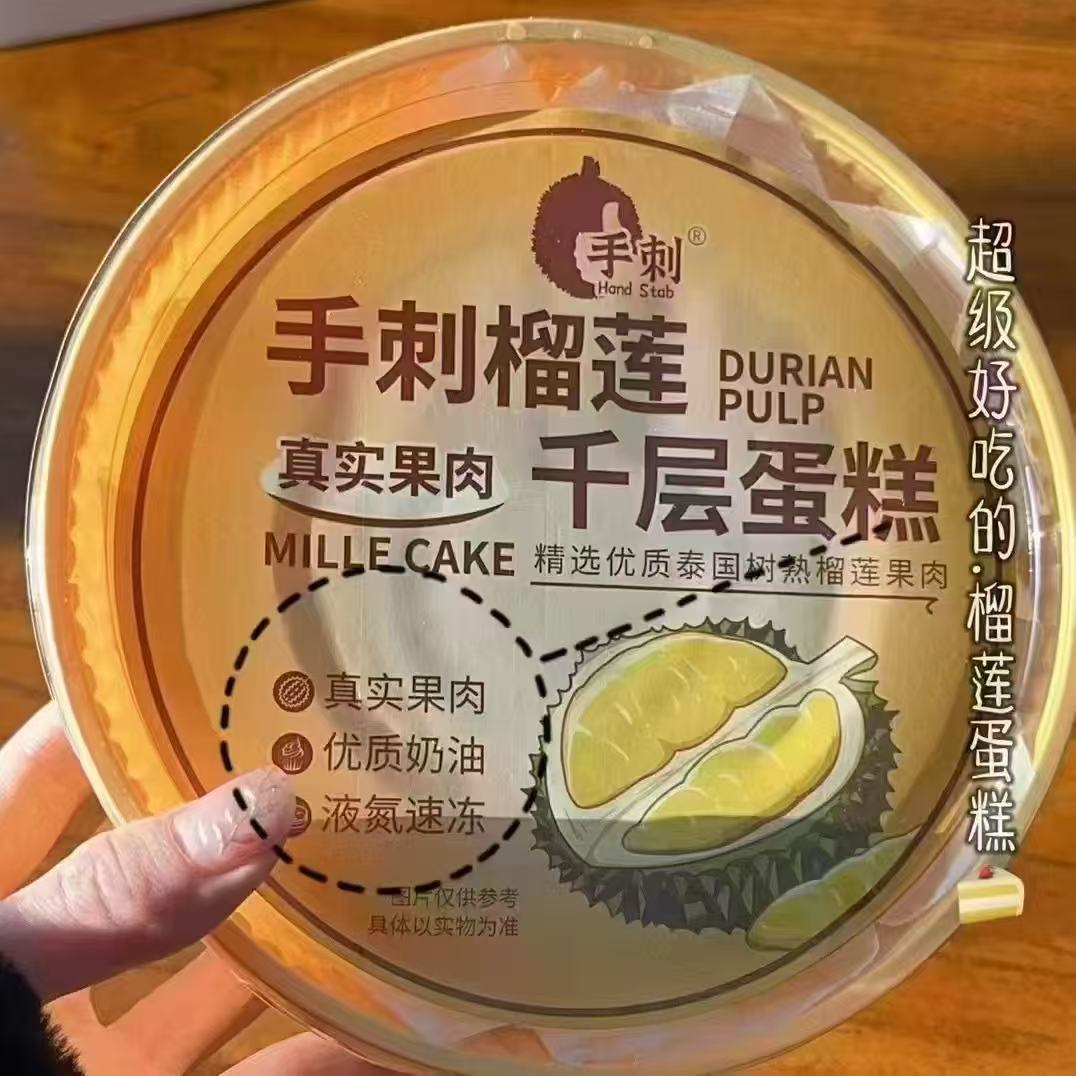 手刺®
Hand Stab
手刺榴莲
DURIAN
PULP
真实果肉
千层蛋糕
MILLE CAKE
精选优质泰国树熟榴莲果肉
真实果肉
优质奶油
液氮速冻
图片仅供参考
具体以实物为准
超级好吃的·榴莲蛋糕